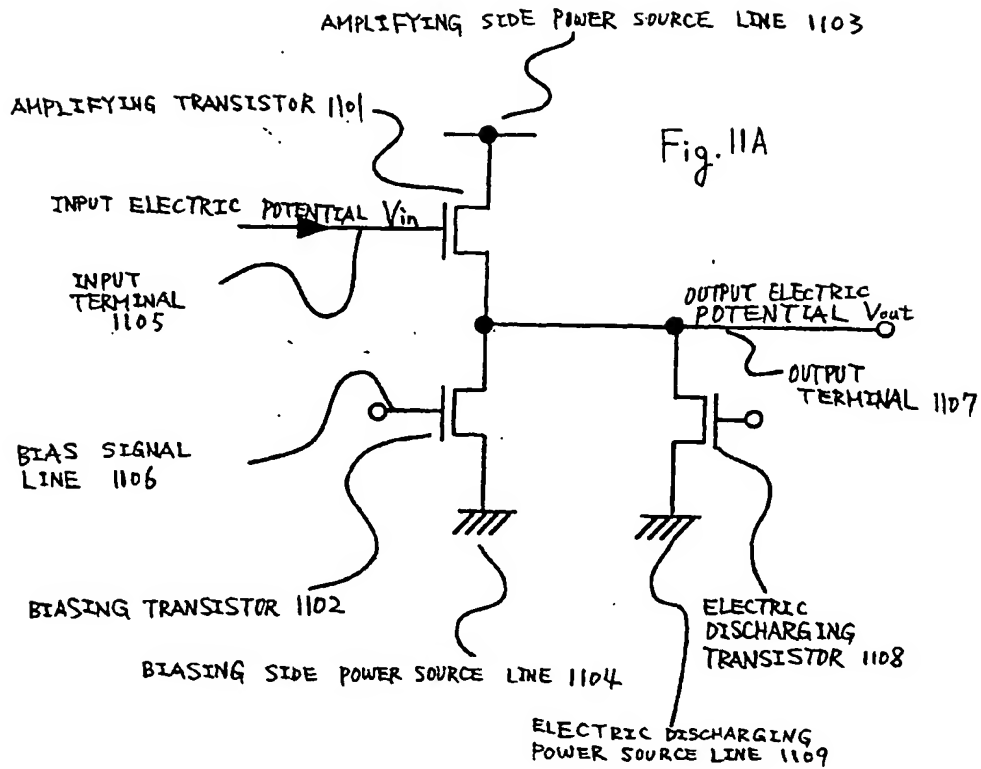 AMPLIFYING SIDE POWER SOURCE LINE 1103
AMPLIFYING TRANSISTOR 1101
Fig. 11A
INPUT ELECTRIC POTENTIAL Vin
INPUT
TERMINAL
1105
OUTPUT ELECTRIC
POTENTIAL Vout
OUTPUT
TERMINAL 1107
BIAS SIGNAL
LINE 1106
BIASING TRANSISTOR 1102
ELECTRIC
DISCHARGING
TRANSISTOR 1108
BIASING SIDE POWER SOURCE LINE 1104
ELECTRIC DISCHARGING
POWER SOURCE LINE 1109